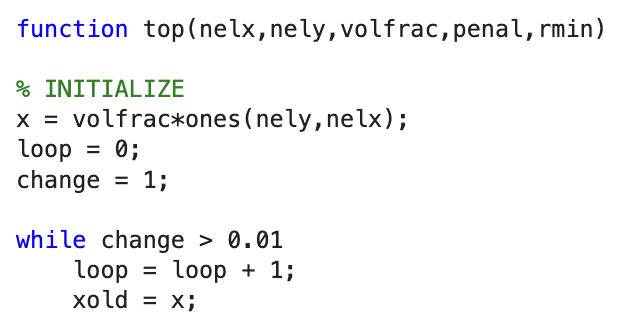 function top(nelx,nely,volfrac,penal,rmin)
% INITIALIZE
x = volfrac*ones(nely,nelx);
loop = 0;
change = 1;
while change > 0.01
    loop = loop + 1;
    xold = x;